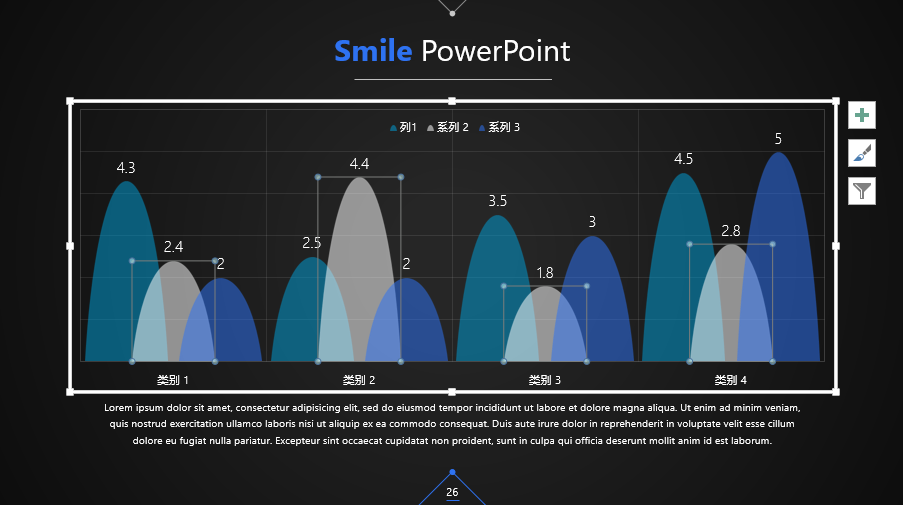 Smile PowerPoint
列1 系列 2 系列 3
4.3
2.4
2
2.5
4.4
2
3.5
1.8
3
4.5
2.8
5
类别 1
类别 2
类别 3
类别 4
Lorem ipsum dolor sit amet, consectetur adipisicing elit, sed do eiusmod tempor incididunt ut labore et dolore magna aliqua. Ut enim ad minim veniam,
quis nostrud exercitation ullamco laboris nisi ut aliquip ex ea commodo consequat. Duis aute irure dolor in reprehenderit in voluptate velit esse cillum
dolore eu fugiat nulla pariatur. Excepteur sint occaecat cupidatat non proident, sunt in culpa qui officia deserunt mollit anim id est laborum.
26